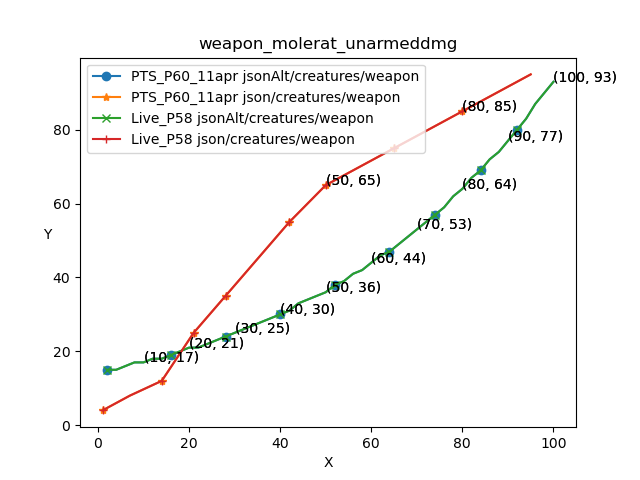 weapon_molerat_unarmeddmg
PTS_P60_11apr jsonAlt/creatures/weapon
PTS_P60_11apr json/creatures/weapon
Live_P58 jsonAlt/creatures/weapon
Live_P58 json/creatures/weapon
(100, 93)
(80, 85)
(90, 77)
(50, 65)
(80, 64)
(70, 53)
(60, 44)
(50, 36)
(40, 30)
(30, 25)
(20, 21)
(10, 17)
Y
80
60
40
20
0
0 20 40 60 80 100
X